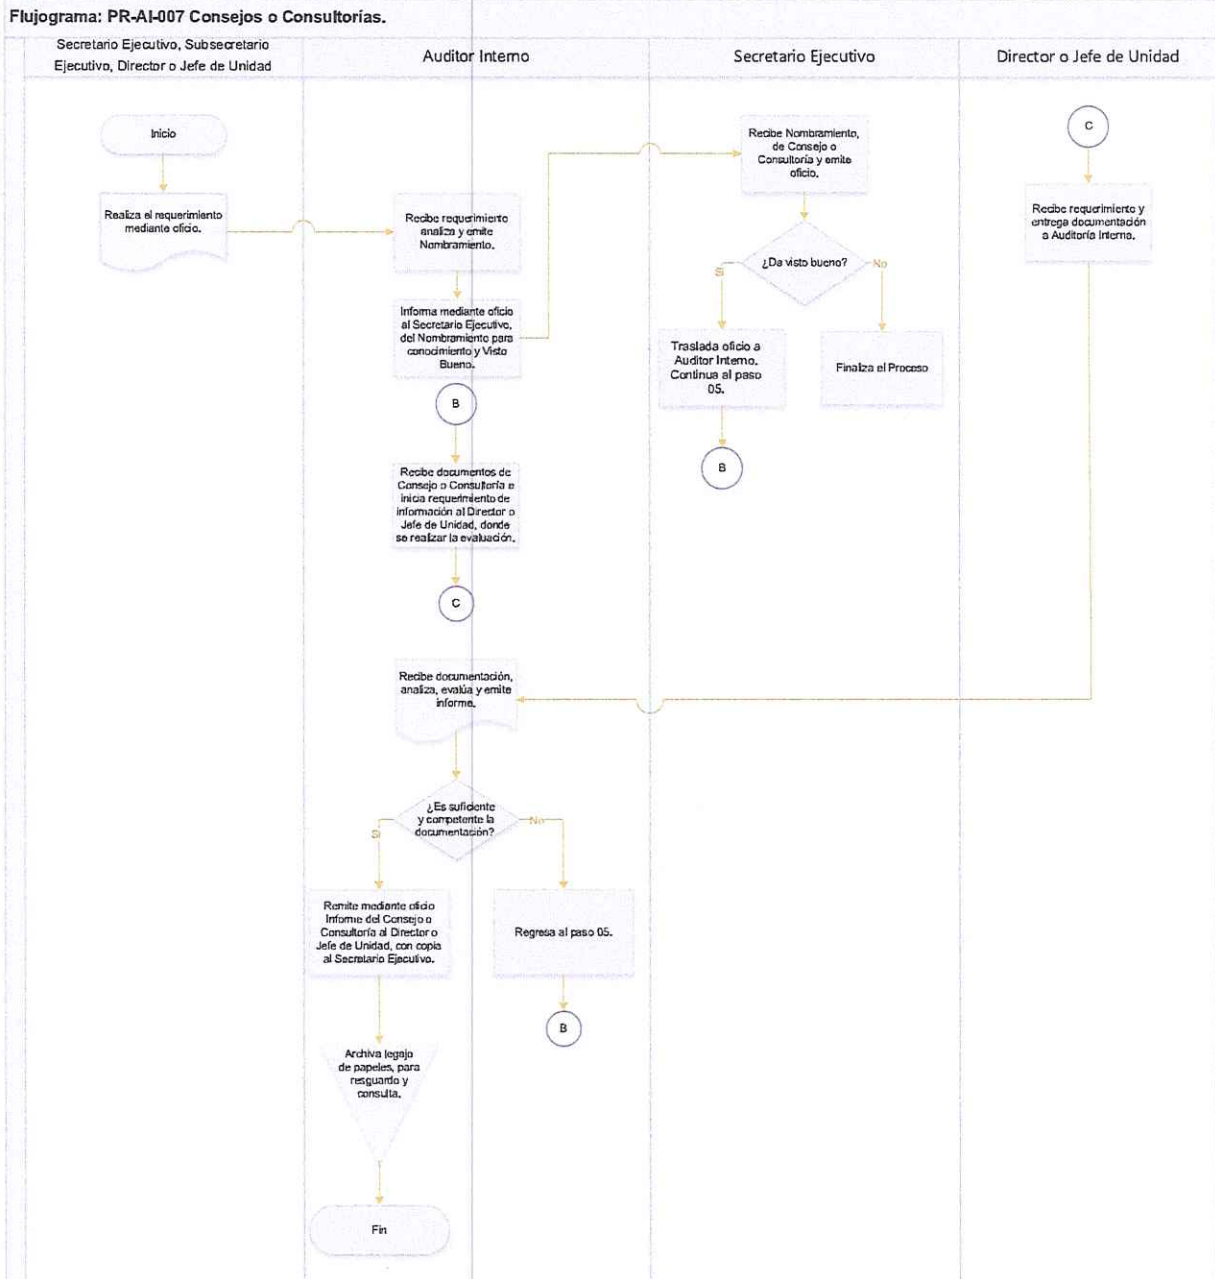 Flujograma: PR-AI-007 Consejos o Consultorías.
Secretario Ejecutivo, Subsecretario
Ejecutivo, Director o Jefe de Unidad
Auditor Interno
Secretario Ejecutivo
Director o Jefe de Unidad
Inicio
Realiza el requerimiento
mediante oficio.
Recibe requerimiento
analiza y emite
Nombramiento.
Informa mediante oficio
al Secretario Ejecutivo,
del Nombramiento para
conocimiento y Visto
Bueno.
Recibe Nombramiento,
de Consejo o
Consultoría y emite
oficio.
¿Da visto bueno?
Si
No
Traslada oficio a
Auditor Interno.
Continua al paso
05.
Finaliza el Proceso
B
C
Recibe requerimiento y
entrega documentación
a Auditoría Interna.
B
Recibe documentos de
Consejo o Consultoría e
inicia requerimiento de
información al Director o
Jefe de Unidad, donde
se realizar la evaluación.
C
Recibe documentación,
analiza, evalúa y emite
informe.
¿Es suficiente
y competente la
documentación?
Si
No
Remite mediante oficio
Informe del Consejo o
Consultoría al Director o
Jefe de Unidad, con copia
al Secretario Ejecutivo.
Regresa al paso 05.
B
Archiva legajo
de papeles, para
resguardo y
consulta.
Fin